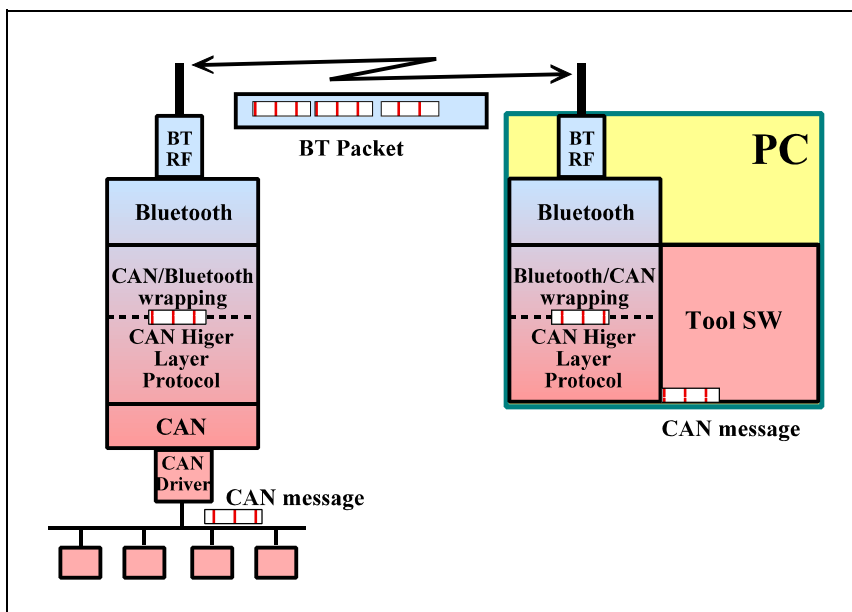 BT
RF
Bluetooth
CAN/Bluetooth
wrapping
CAN Higer
Layer
Protocol
CAN
CAN
Driver
CAN message
BT Packet
PC
BT
RF
Bluetooth
Bluetooth/CAN
wrapping
CAN Higer
Layer
Protocol
Tool SW
CAN message